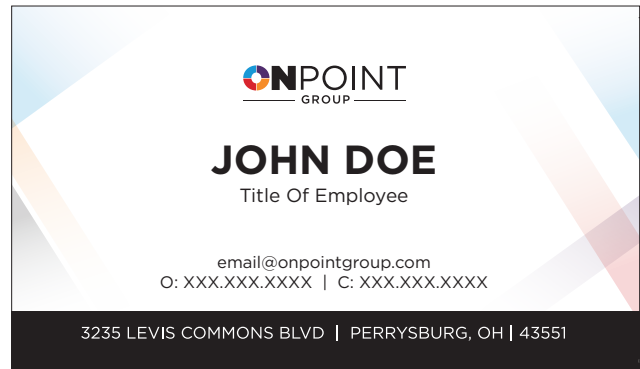 ONPOINT
GROUP
JOHN DOE
Title Of Employee
email@onpointgroup.com
O: XXX.XXX.XXXX | C: XXX.XXX.XXXX
3235 LEVIS COMMONS BLVD | PERRYSBURG, OH | 43551